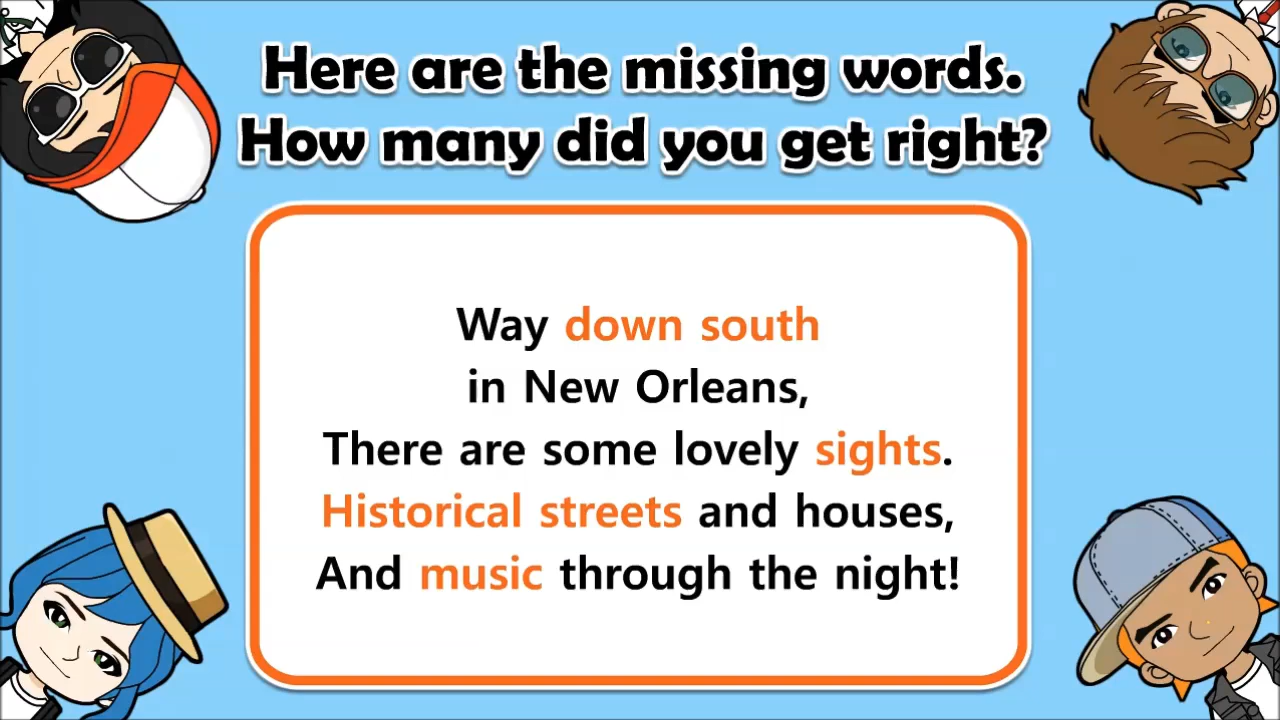 Here are the missing words.
How many did you get right?
Way down south
in New Orleans,
There are some lovely sights.
Historical streets and houses,
And music through the night!